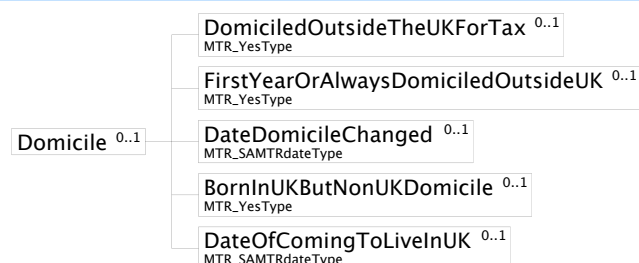 DomiciledOutsideTheUKForTax 0..1
MTR_YesType
FirstYearOrAlwaysDomiciledOutsideUK 0..1
MTR_YesType
Domicile 0..1
DateDomicileChanged 0..1
MTR_SAMTRdateType
BornInUKButNonUKDomicile 0..1
MTR_YesType
DateOfComingToLiveInUK 0..1
MTR_SAMTRdateType